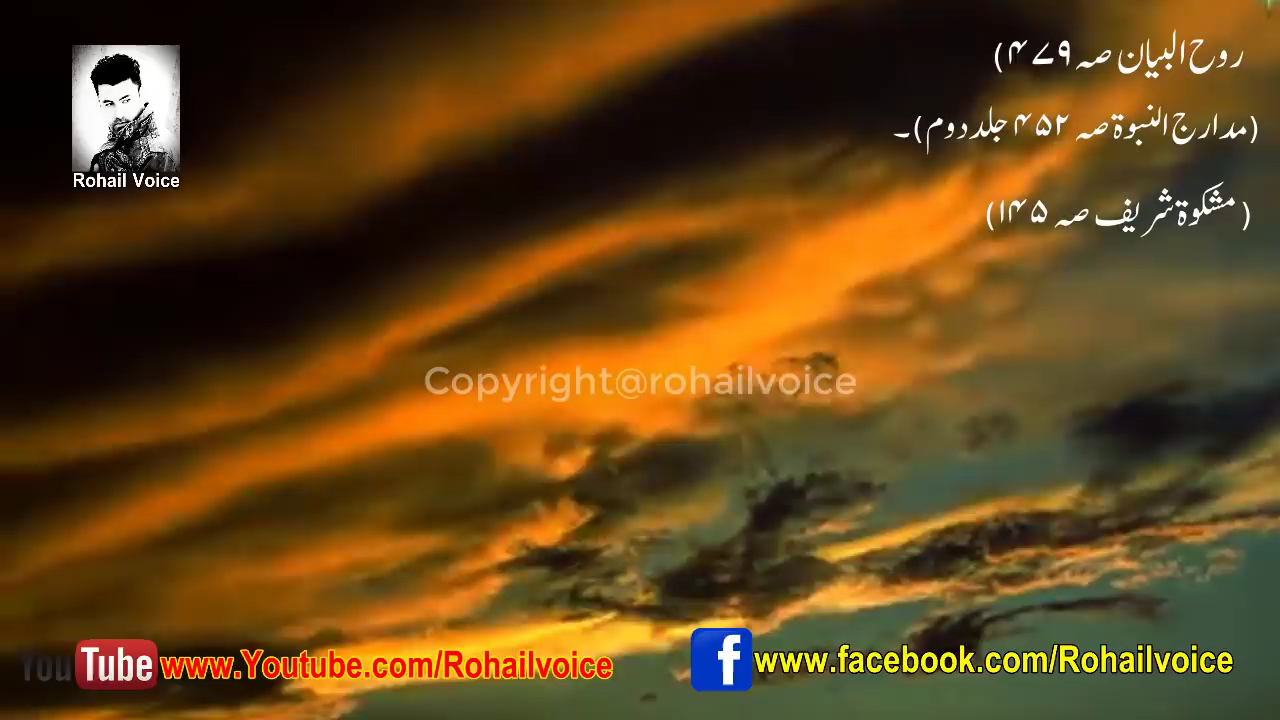 روح البیان صہ ۴۷۹)
(مدارج النبوۃ صہ ۴۵۲ جلد دوم)۔
(مشکوۃ شریف صہ ۱۴۵)
Rohail Voice
Copyright@rohailvoice
YouTube www.Youtube.com/Rohailvoice
f www.facebook.com/Rohailvoice